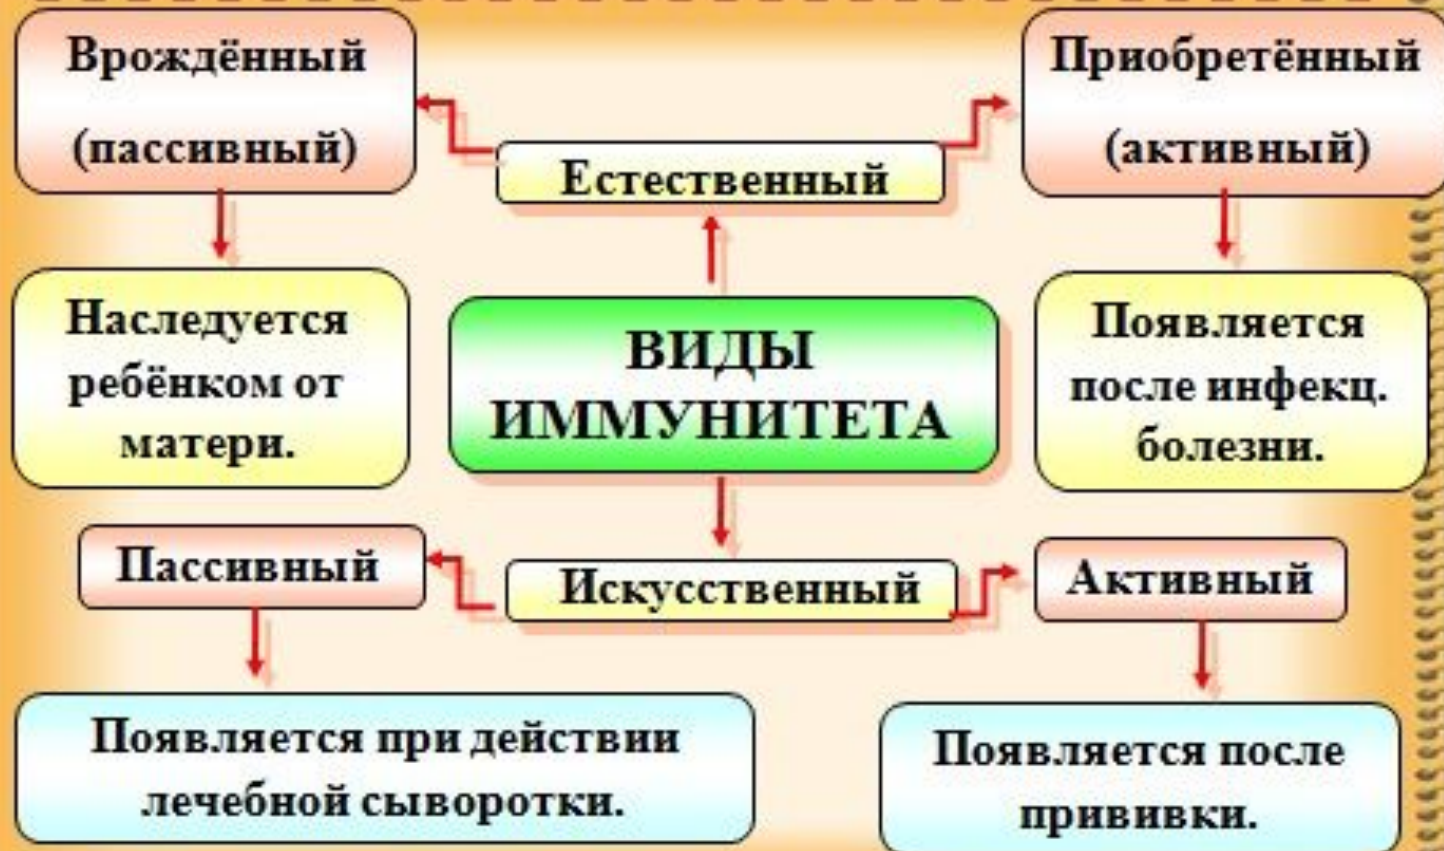 Врождённый
(пассивный)
Естественный
Приобретённый
(активный)
Наследуется
ребёнком от
матери.
ВИДЫ
ИММУНИТЕТА
Появляется
после инфекц.
болезни.
Пассивный
Искусственный
Активный
Появляется при действии
лечебной сыворотки.
Появляется после
прививки.